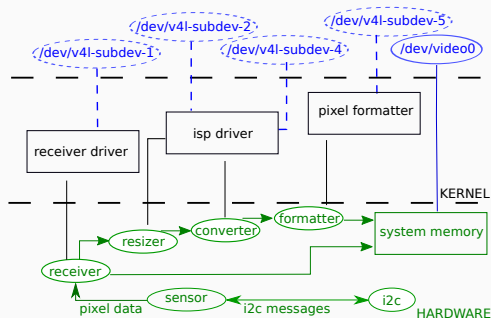 /dev/v4l-subdev-2
/dev/v4l-subdev-5
/dev/v4l-subdev-1
/dev/v4l-subdev-4
/dev/video0
pixel formatter
isp driver
receiver driver
KERNEL
formatter
converter
system memory
resizer
receiver
sensor
i2c
pixel data
i2c messages
HARDWARE